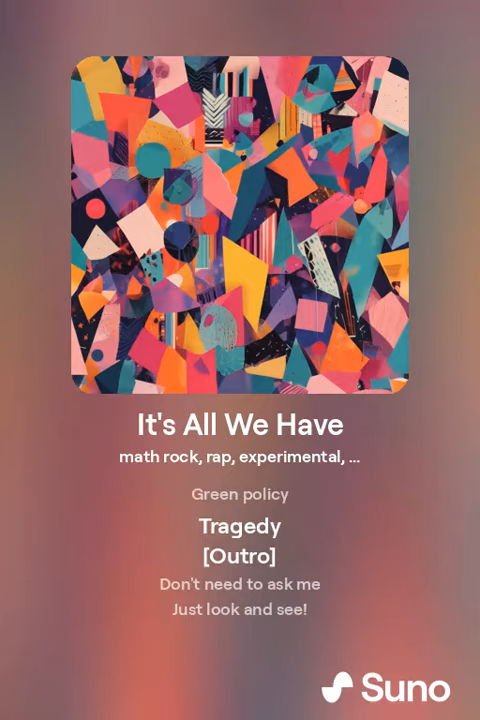 It's All We Have
math rock, rap, experimental, ...
Green policy
Tragedy
[Outro]
Don't need to ask me
Just look and see!
Suno